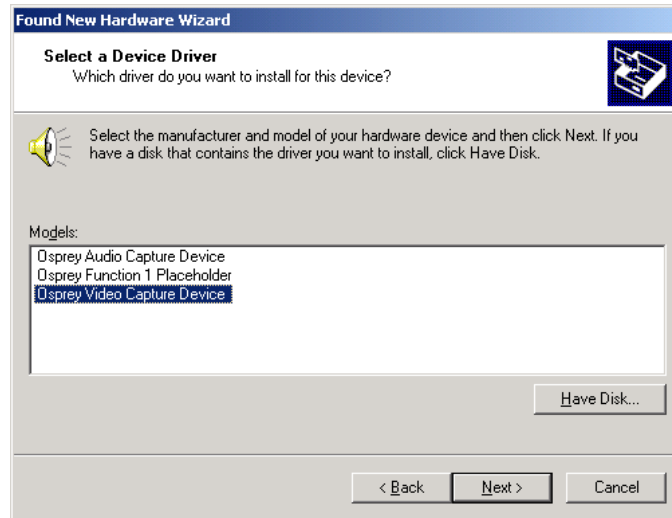 Found New Hardware Wizard
Select a Device Driver
Which driver do you want to install for this device?
Select the manufacturer and model of your hardware device and then click Next. If you
have a disk that contains the driver you want to install, click Have Disk.
Models:
Osprey Audio Capture Device
Osprey Function 1 Placeholder
Osprey Video Capture Device
Have Disk...
< Back
Next >
Cancel